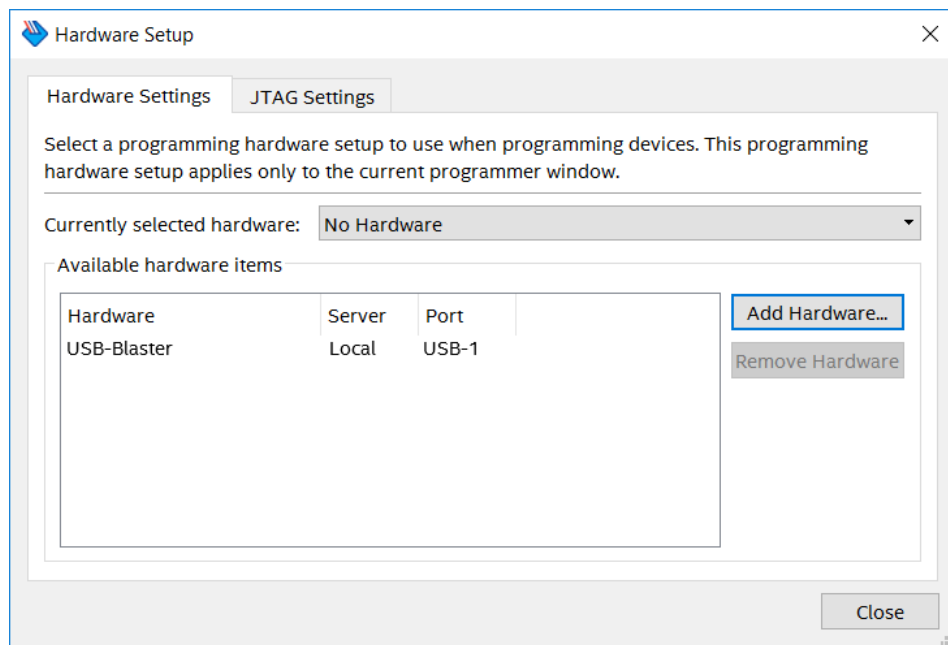 Hardware Setup
Hardware Settings
JTAG Settings
Select a programming hardware setup to use when programming devices. This programming
hardware setup applies only to the current programmer window.
Currently selected hardware: No Hardware
Available hardware items
Hardware Server Port
USB-Blaster Local USB-1
Add Hardware...
Remove Hardware
Close